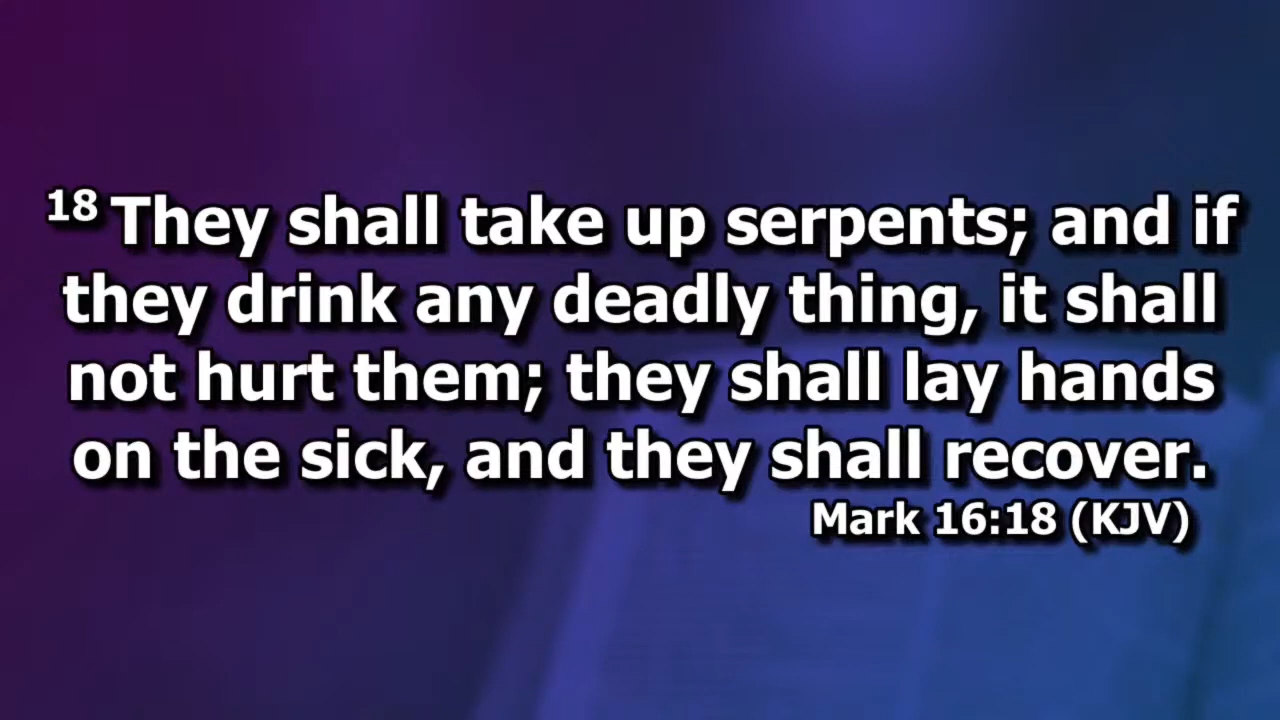 18 They shall take up serpents; and if
they drink any deadly thing, it shall
not hurt them; they shall lay hands
on the sick, and they shall recover.
Mark 16:18 (KJV)